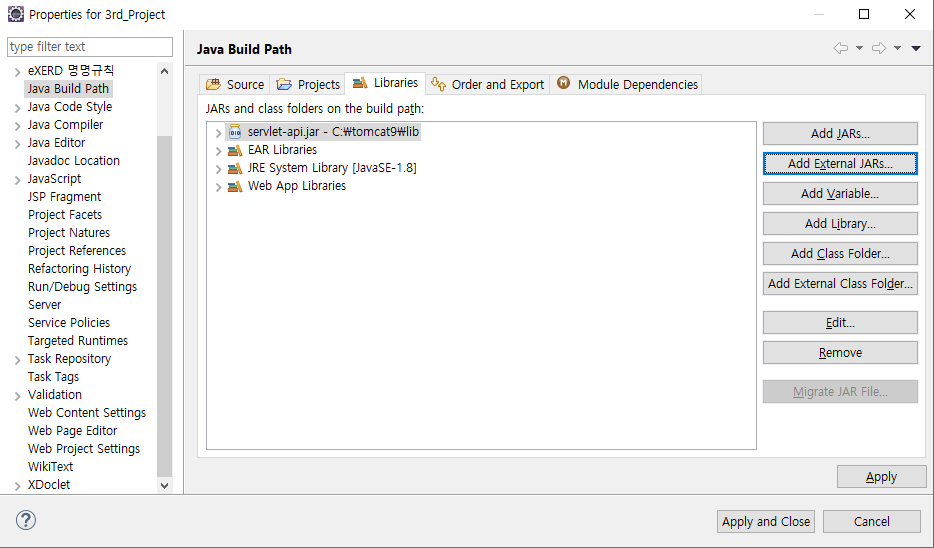 Properties for 3rd_Project
type filter text
eXERD 명명규칙
Java Build Path
Java Code Style
Java Compiler
Java Editor
Javadoc Location
JavaScript
JSP Fragment
Project Facets
Project Natures
Project References
Refactoring History
Run/Debug Settings
Server
Service Policies
Targeted Runtimes
Task Repository
Task Tags
Validation
Web Content Settings
Web Page Editor
Web Project Settings
WikiText
XDoclet
Java Build Path
Source
Projects
Libraries
Order and Export
Module Dependencies
JARs and class folders on the build path:
servlet-api.jar - C:₩tomcat9₩lib
EAR Libraries
JRE System Library [JavaSE-1.8]
Web App Libraries
Add JARs...
Add External JARs...
Add Variable...
Add Library...
Add Class Folder...
Add External Class Folder...
Edit...
Remove
Migrate JAR File...
Apply
?
Apply and Close
Cancel